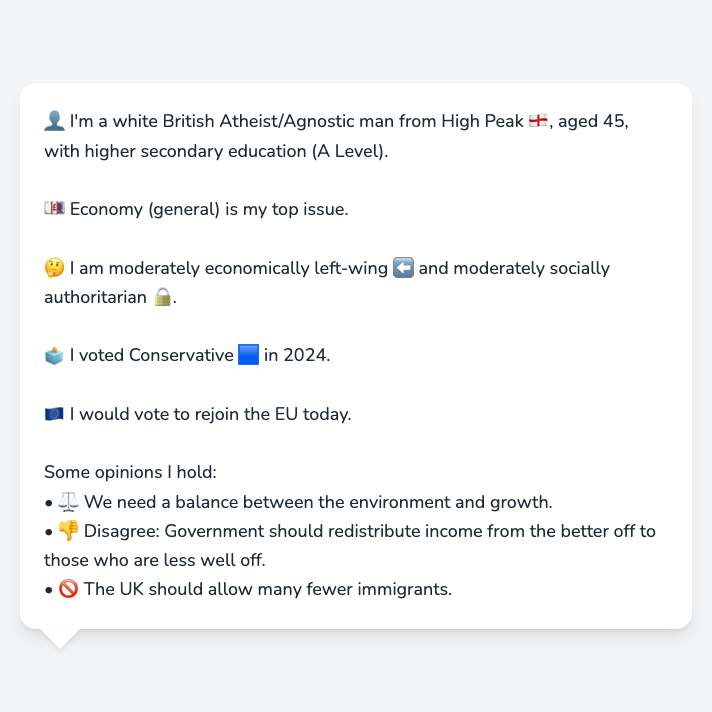 👤 I'm a white British Atheist/Agnostic man from High Peak 🏴󠁧󠁢󠁥󠁮󠁧󠁿, aged 45,
with higher secondary education (A Level).
💷 Economy (general) is my top issue.
🤔 I am moderately economically left-wing ⬅️ and moderately socially
authoritarian 🔒.
🗳️ I voted Conservative 🟦 in 2024.
🇪🇺 I would vote to rejoin the EU today.
Some opinions I hold:
• ⚖️ We need a balance between the environment and growth.
• 👎 Disagree: Government should redistribute income from the better off to
those who are less well off.
• 🚫 The UK should allow many fewer immigrants.